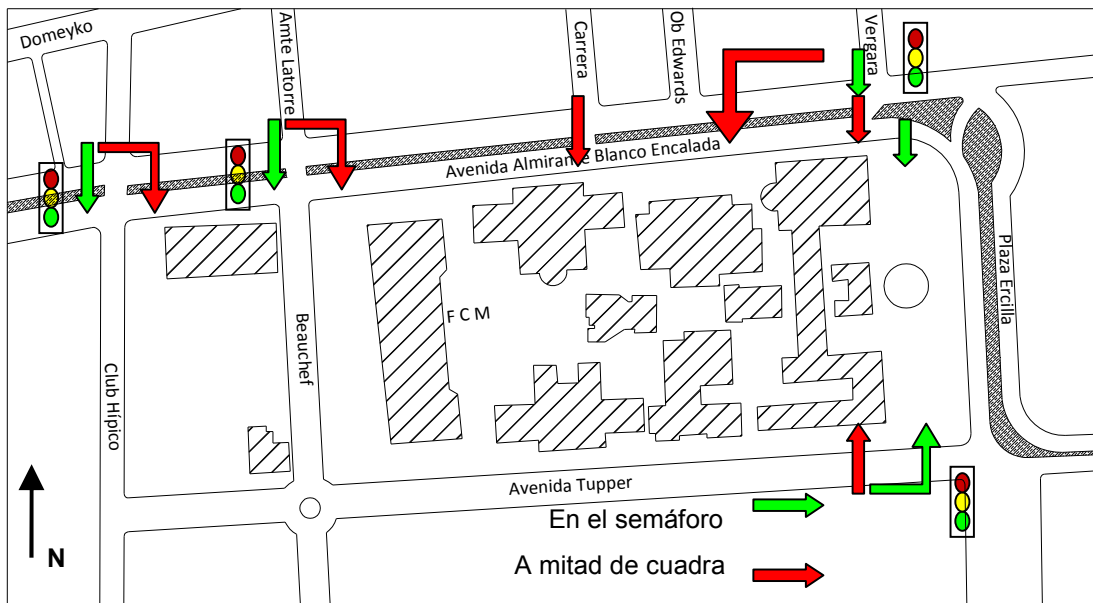 Domeyko
Amte Latorre
Carrera
Ob Edwards
Vergara
Avenida Almirante Blanco Encalada
Plaza Ercilla
F C M
Beauchef
Club Hípico
Avenida Tupper
En el semáforo
A mitad de cuadra
N